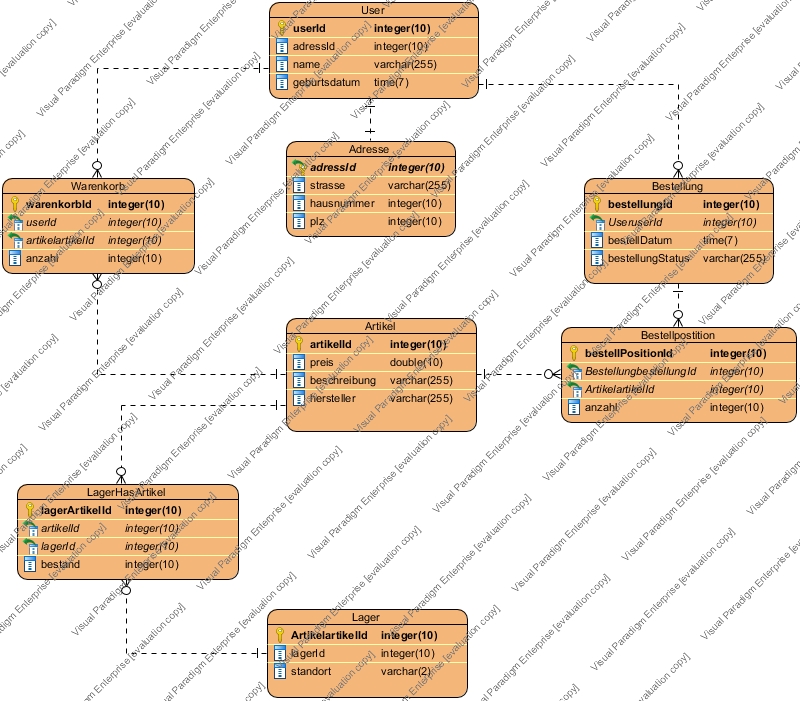 User
userId integer(10)
adressId integer(10)
name varchar(255)
geburtsdatum time(7)
Adresse
adressId integer(10)
strasse varchar(255)
hausnummer integer(10)
plz integer(10)
Warenkorb
warenkorbId integer(10)
userId integer(10)
artikelartikelId integer(10)
anzahl integer(10)
Bestellung
bestellungId integer(10)
UseruserId integer(10)
bestellDatum time(7)
bestellungStatus varchar(255)
Artikel
artikelId integer(10)
preis double(10)
beschreibung varchar(255)
hersteller varchar(255)
Bestellpostition
bestellPositionId integer(10)
BestellungbestellungId integer(10)
ArtikelartikelId integer(10)
anzahl integer(10)
LagerHasArtikel
lagerArtikelId integer(10)
artikelId integer(10)
lagerId integer(10)
bestand integer(10)
Lager
ArtikelartikelId integer(10)
lagerId integer(10)
standort varchar(2)
Visual Paradigm Enterprise [evaluation copy]